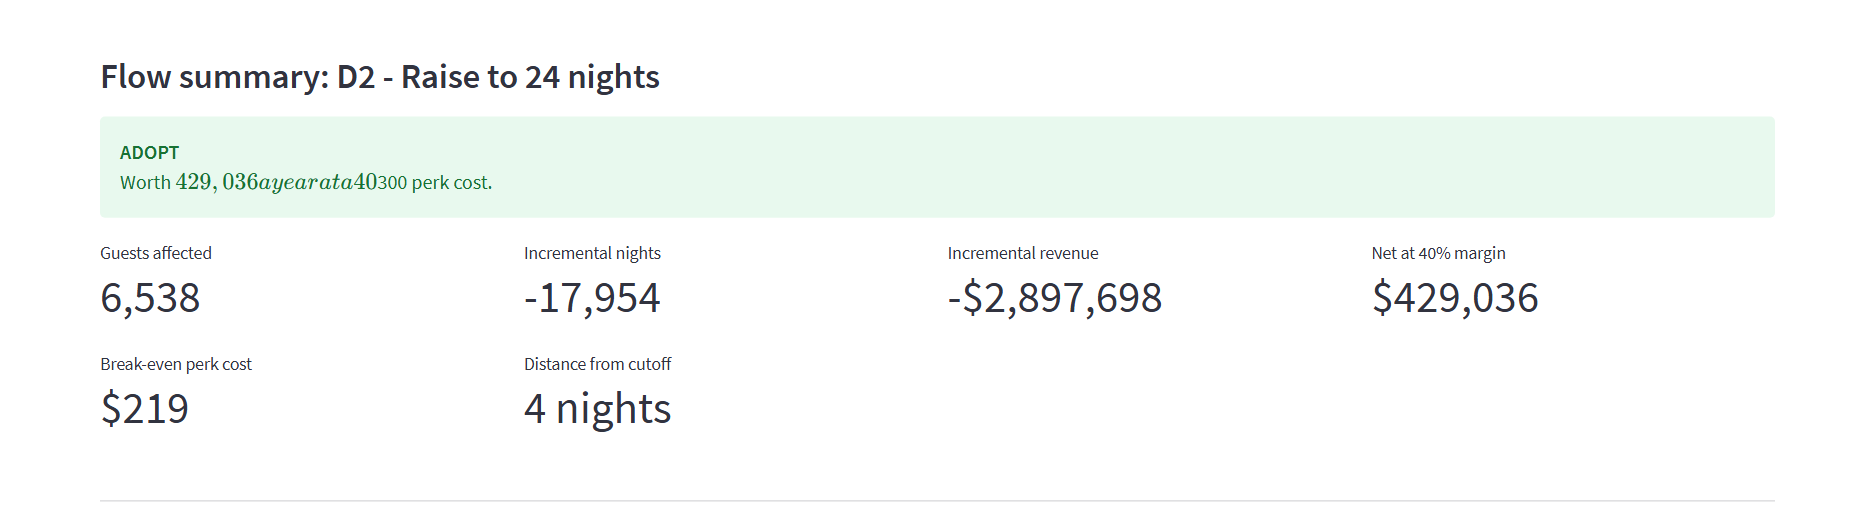 Flow summary: D2 - Raise to 24 nights
ADOPT
Worth 429,036ayearata40300 perk cost.
Guests affected
Incremental nights
Incremental revenue
Net at 40% margin
6,538
-17,954
-$2,897,698
$429,036
Break-even perk cost
Distance from cutoff
$219
4 nights